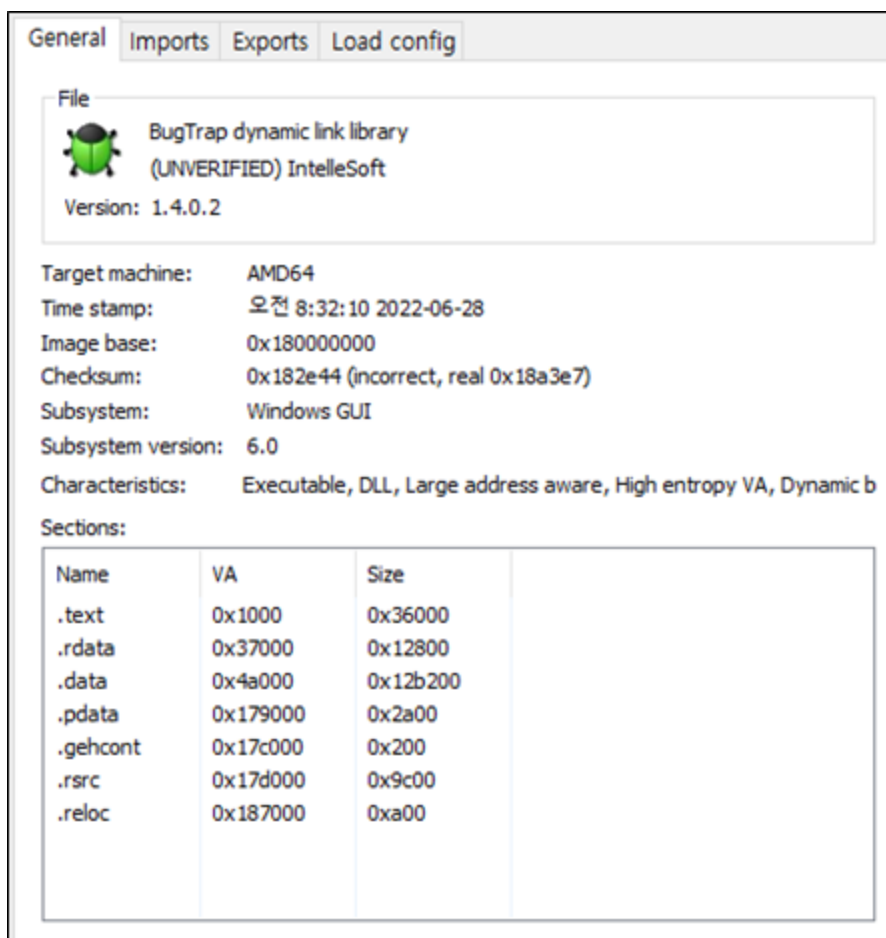 General Imports Exports Load config
File
BugTrap dynamic link library
(UNVERIFIED) IntelleSoft
Version: 1.4.0.2
Target machine: AMD64
Time stamp: 오전 8:32:10 2022-06-28
Image base: 0x180000000
Checksum: 0x182e44 (incorrect, real 0x18a3e7)
Subsystem: Windows GUI
Subsystem version: 6.0
Characteristics: Executable, DLL, Large address aware, High entropy VA, Dynamic b
Sections:
Name VA Size
.text 0x1000 0x36000
.rdata 0x37000 0x12800
.data 0x4a000 0x12b200
.pdata 0x179000 0x2a00
.gehcont 0x17c000 0x200
.rsrc 0x17d000 0x9c00
.reloc 0x187000 0xa00